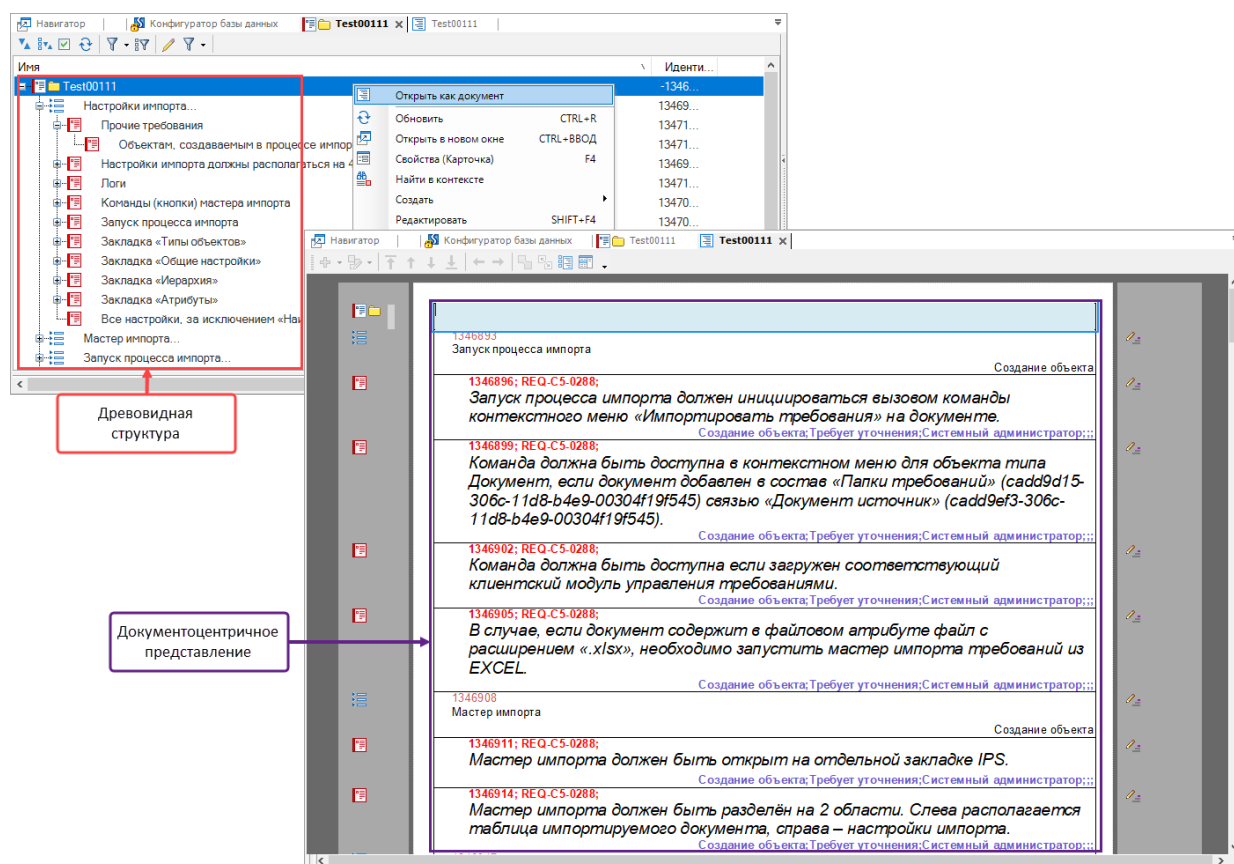 Навигатор
Конфигуратор базы данных
Test00111
Test00111
Имя
Иденти...
Test00111
-1346...
Настройки импорта...
13469...
Прочие требования
13471...
Объектам, создаваемым в процессе импор
13471...
Настройки импорта должны располагаться на 4
13469...
Логи
13471...
Команды (кнопки) мастера импорта
13470...
Запуск процесса импорта
13470...
Закладка «Типы объектов»
Закладка «Общие настройки»
Закладка «Иерархия»
Закладка «Атрибуты»
Все настройки, за исключением «Наи
Мастер импорта...
Запуск процесса импорта...
Открыть как документ
Обновить CTRL+R
Открыть в новом окне CTRL+ВВОД
Свойства (Карточка) F4
Найти в контексте
Создать
Редактировать SHIFT+F4
Древовидная
структура
Навигатор
Конфигуратор базы данных
Test00111
Test00111
1346893
Запуск процесса импорта
Создание объекта
1346896; REQ-C5-0288;
Запуск процесса импорта должен инициироваться вызовом команды
контекстного меню «Импортировать требования» на документе.
Создание объекта;Требует уточнения;Системный администратор;;;
1346899; REQ-C5-0288;
Команда должна быть доступна в контекстном меню для объекта типа
Документ, если документ добавлен в состав «Папки требований» (cadd9d15-
306c-11d8-b4e9-00304f19f545) связью «Документ источник» (cadd9ef3-306c-
11d8-b4e9-00304f19f545).
Создание объекта;Требует уточнения;Системный администратор;;;
1346902; REQ-C5-0288;
Команда должна быть доступна если загружен соответствующий
клиентский модуль управления требованиями.
Создание объекта;Требует уточнения;Системный администратор;;;
1346905; REQ-C5-0288;
В случае, если документ содержит в файловом атрибуте файл с
расширением «.xlsx», необходимо запустить мастер импорта требований из
EXCEL.
Создание объекта;Требует уточнения;Системный администратор;;;
1346908
Мастер импорта
Создание объекта
1346911; REQ-C5-0288;
Мастер импорта должен быть открыт на отдельной закладке IPS.
Создание объекта;Требует уточнения;Системный администратор;;;
1346914; REQ-C5-0288;
Мастер импорта должен быть разделён на 2 области. Слева располагается
таблица импортируемого документа, справа – настройки импорта.
Создание объекта;Требует уточнения;Системный администратор;;;
Документоцентричное
представление